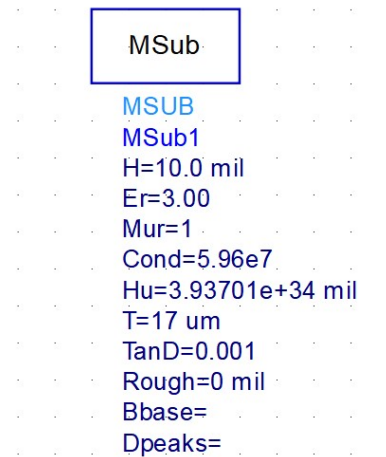 MSub
MSUB
MSub1
H=10.0 mil
Er=3.00
Mur=1
Cond=5.96e7
Hu=3.93701e+34 mil
T=17 um
TanD=0.001
Rough=0 mil
Bbase=
Dpeaks=